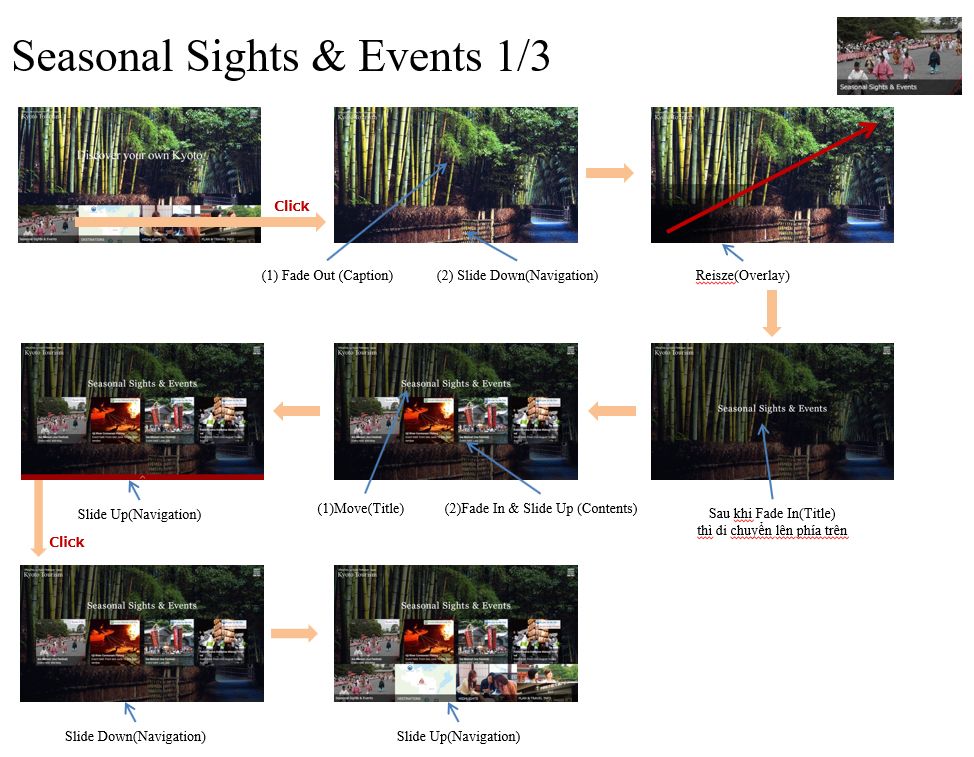 Seasonal Sights & Events 1/3
Seasonal Sights & Events
Kyoto Tourism
Discover your own Kyoto
Seasonal Sights & Events
DESTINATIONS
HIGHLIGHTS
PLAN & TRAVEL INFO
Click
(1) Fade Out (Caption)
(2) Slide Down(Navigation)
Reisze(Overlay)
Kyoto Tourism
Seasonal Sights & Events
Kyoto Tourism
Seasonal Sights & Events
Kyoto Tourism
Seasonal Sights & Events
Slide Up(Navigation)
(1)Move(Title)
(2)Fade In & Slide Up (Contents)
Sau khi Fade In(Title)
thì di chuyển lên phía trên
Click
Kyoto Tourism
Seasonal Sights & Events
Kyoto Tourism
Seasonal Sights & Events
Seasonal Sights & Events
DESTINATIONS
HIGHLIGHTS
PLAN & TRAVEL INFO
Slide Down(Navigation)
Slide Up(Navigation)